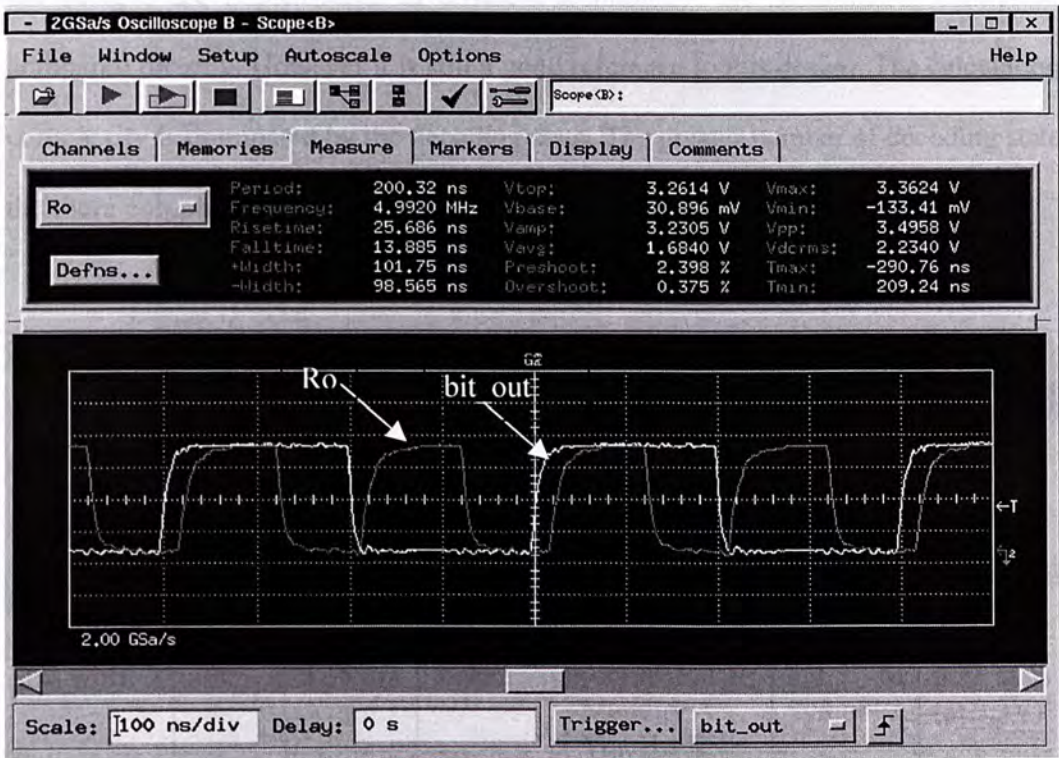 2GSa/s Oscilloscope B - Scope<B>
File Window Setup Autoscale Options Help
Scope<B>:
Channels Memories Measure Markers Display Comments
Ro
Defns...
Period: 200.32 ns Vtop: 3.2614 V Vmax: 3.3624 V
Frequency: 4.9920 MHz Vbase: 30.896 mV Vmin: -133.41 mV
Risetime: 25.686 ns Vamp: 3.2305 V Vpp: 3.4958 V
Falltime: 13.885 ns Vavg: 1.6840 V Vdcrms: 2.2340 V
+Width: 101.75 ns Preshoot: 2.398 % Tmax: -290.76 ns
-Width: 98.565 ns Overshoot: 0.375 % Tmin: 209.24 ns
Ro bit_out
T
2
2.00 GSa/s
Scale: 100 ns/div Delay: 0 s Trigger... bit_out